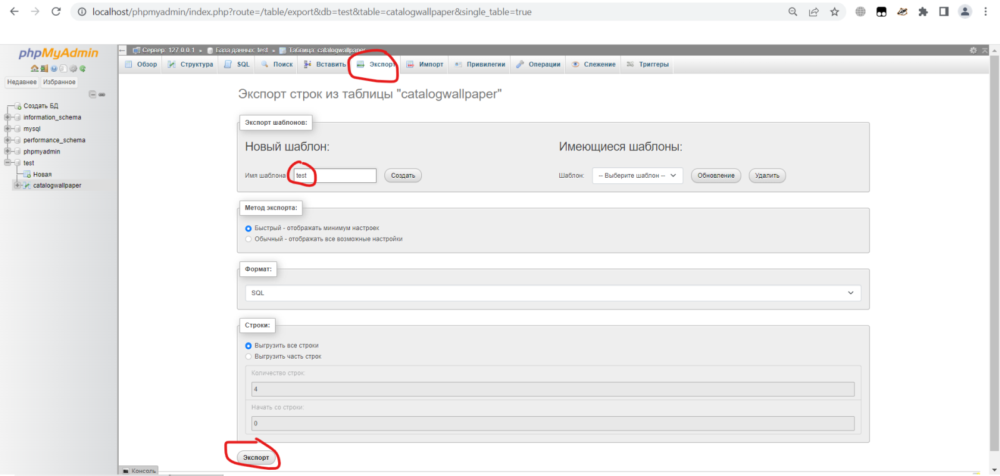 localhost/phpmyadmin/index.php?route=/table/export&db=test&table=catalogwallpaper&single_table=true
phpMyAdmin
Недавнее Избранное
Создать БД
information_schema
mysql
performance_schema
phpmyadmin
test
Новая
catalogwallpaper
Сервер: 127.0.0.1 » База данных: test » Таблица: catalogwallpaper
Обзор Структура SQL Поиск Вставить Экспорт Импорт Привилегии Операции Слежение Триггеры
Экспорт строк из таблицы "catalogwallpaper"
Экспорт шаблонов:
Новый шаблон:
Имя шаблона test Создать
Имеющиеся шаблоны:
Шаблон: -- Выберите шаблон -- Обновление Удалить
Метод экспорта:
Быстрый - отображать минимум настроек
Обычный - отображать все возможные настройки
Формат:
SQL
Строки:
Выгрузить все строки
Выгрузить часть строк
Количество строк:
4
Начать со строки:
0
Экспорт
Консоль